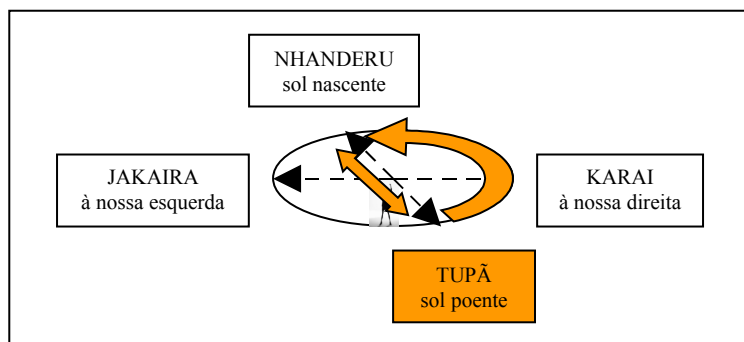 NHANDERU
sol nascente
JAKAIRA
à nossa esquerda
KARAI
à nossa direita
TUPÃ
sol poente